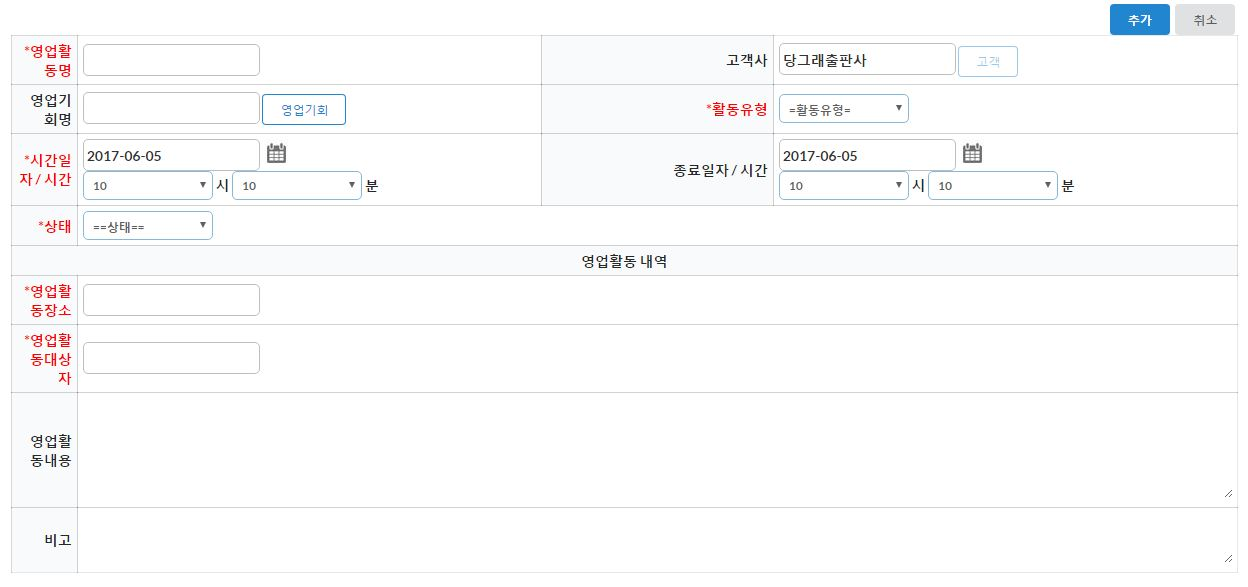 추가 취소
*영업활
동명
고객사 당그래출판사 고객
영업기
회명
영업기회
*활동유형 =활동유형=
*시간일
자 / 시간
2017-06-05
10 시 10 분
종료일자 / 시간
2017-06-05
10 시 10 분
*상태 ==상태==
영업활동 내역
*영업활
동장소
*영업활
동대상
자
영업활
동내용
비고